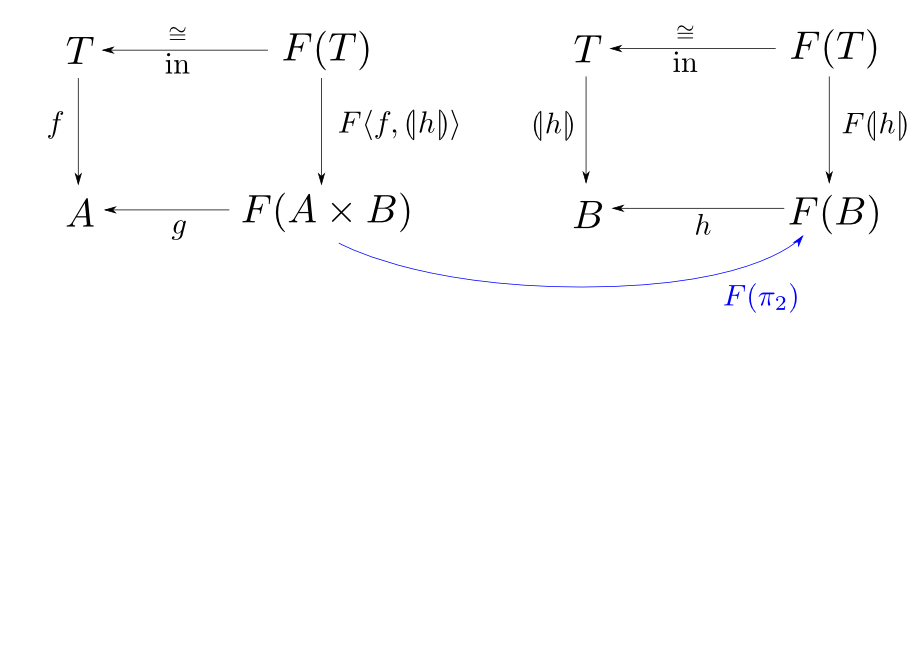 T ≅ in F(T) T ≅ in F(T)
f F⟨f, ⦇h⦈⟩ ⦇h⦈ F⦇h⦈
A g F(A × B) B h F(B)
F(π₂)